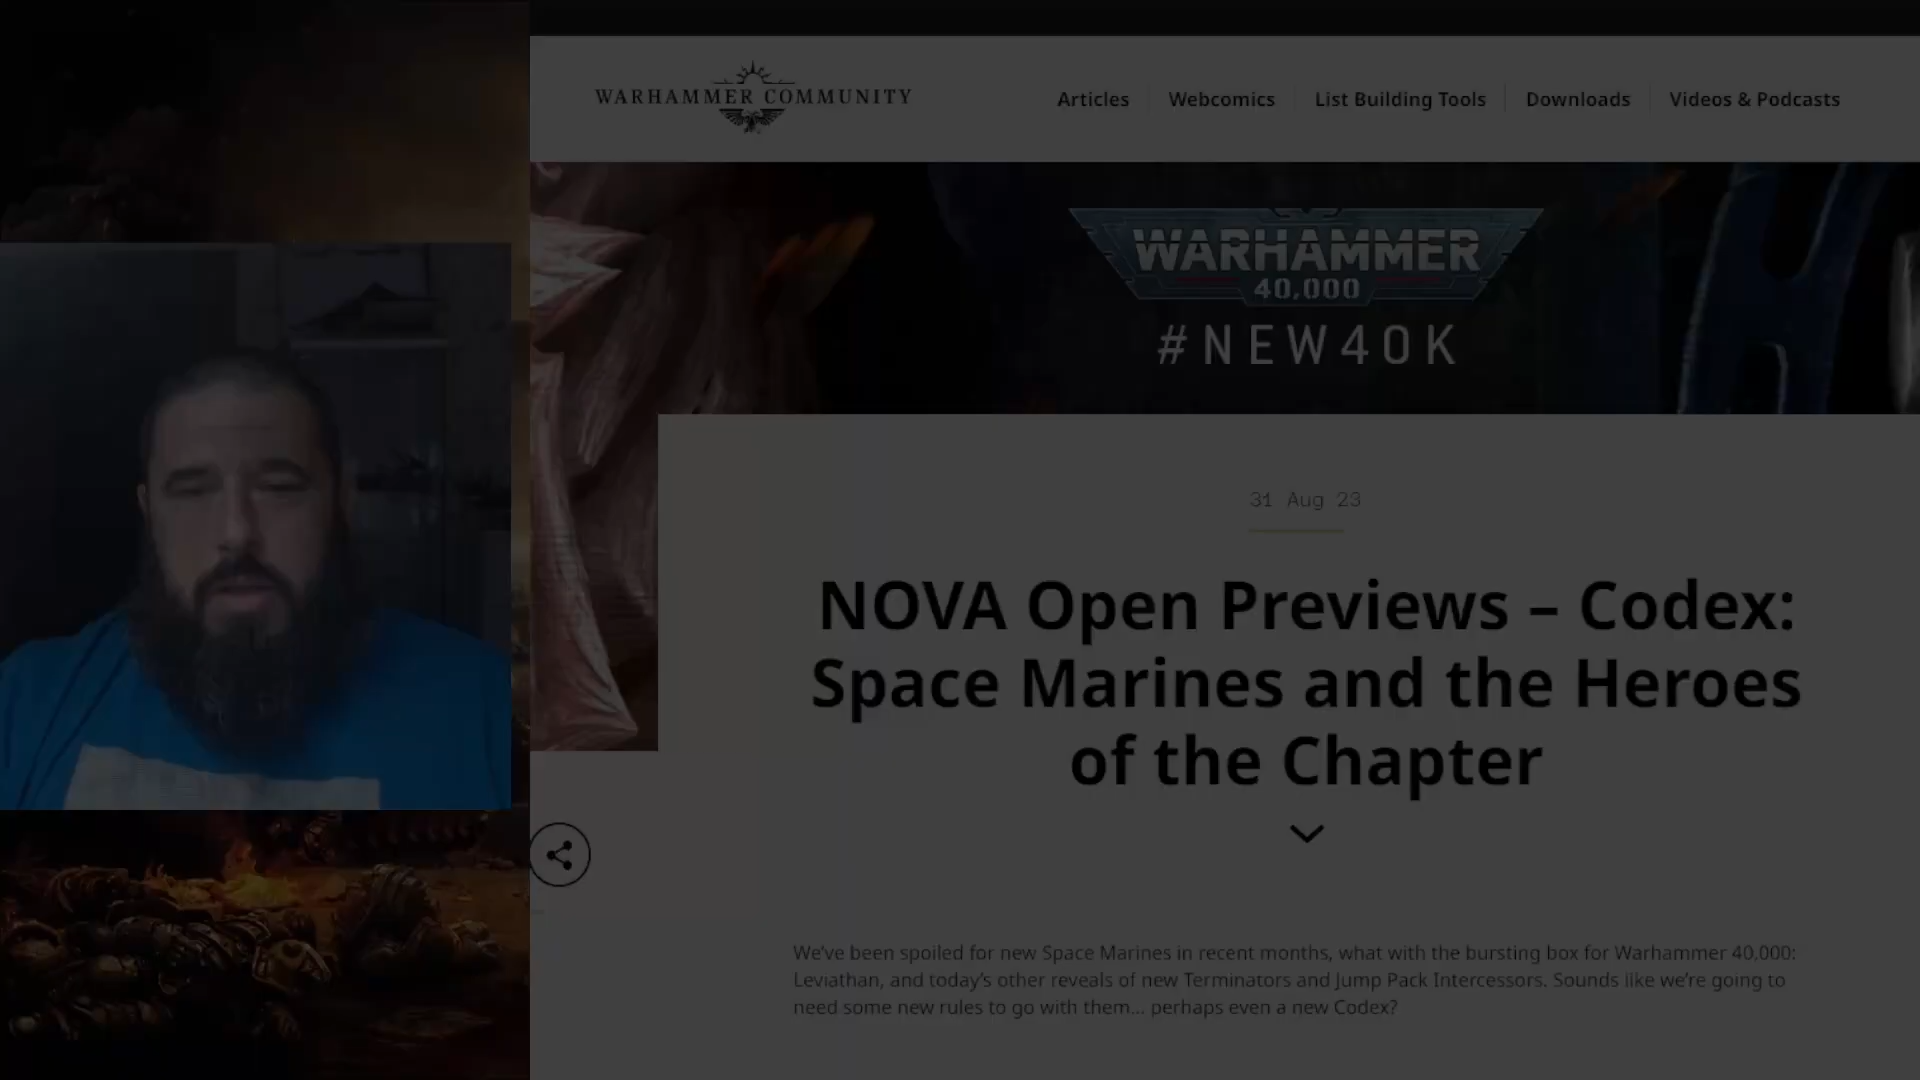 WARHAMMER COMMUNITY
Articles
Webcomics
List Building Tools
Downloads
Videos & Podcasts
WARHAMMER
40,000
#NEW40K
31 Aug 23
NOVA Open Previews – Codex:
Space Marines and the Heroes
of the Chapter
We’ve been spoiled for new Space Marines in recent months, what with the bursting box for Warhammer 40,000:
Leviathan, and today’s other reveals of new Terminators and Jump Pack Intercessors. Sounds like we’re going to
need some new rules to go with them… perhaps even a new Codex?